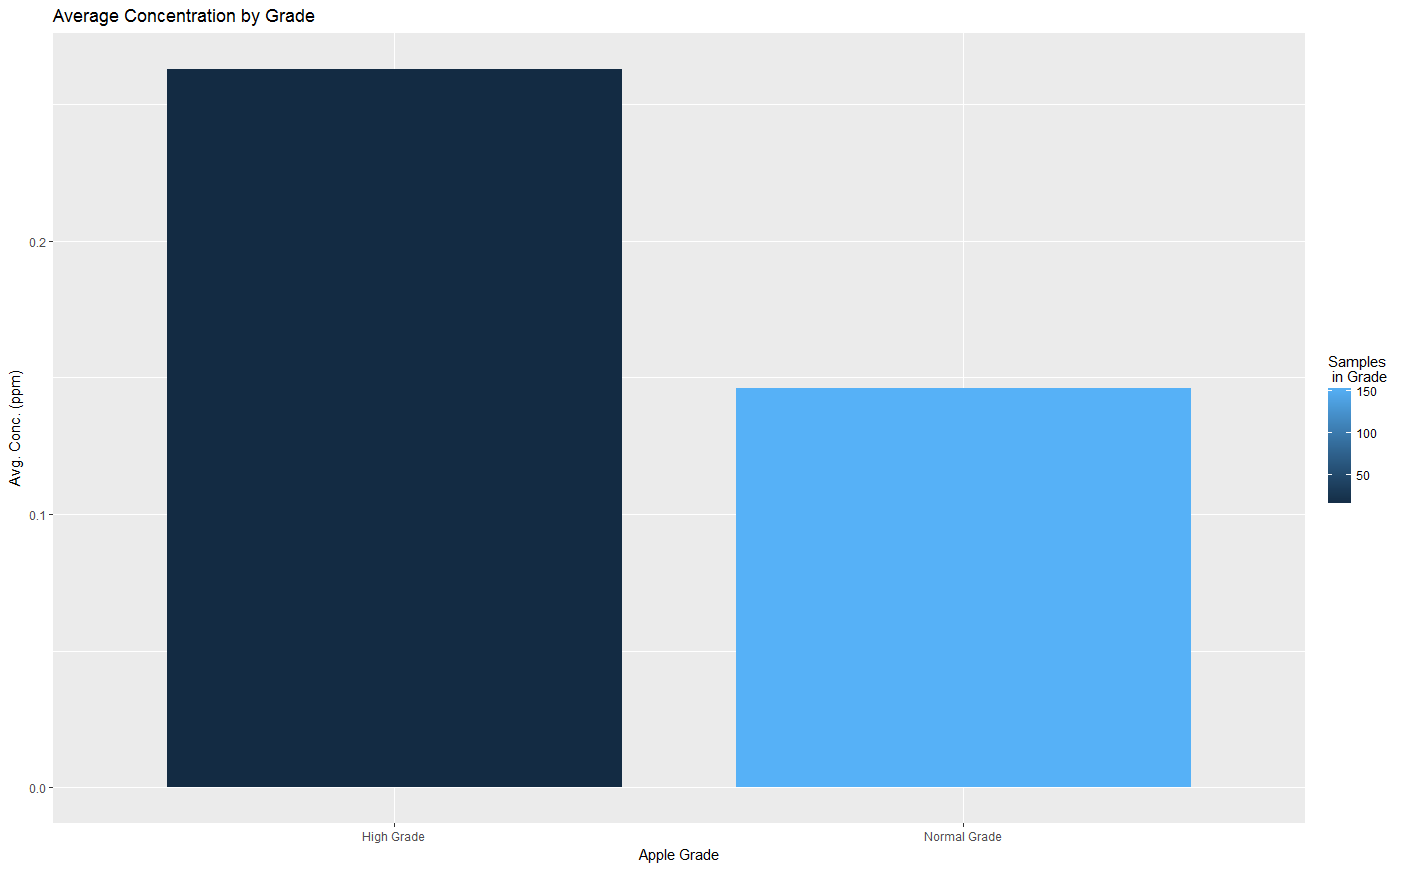 Average Concentration by Grade
Avg. Conc. (ppm)
0.2
0.1
0.0
High Grade
Normal Grade
Apple Grade
Samples
in Grade
150
100
50